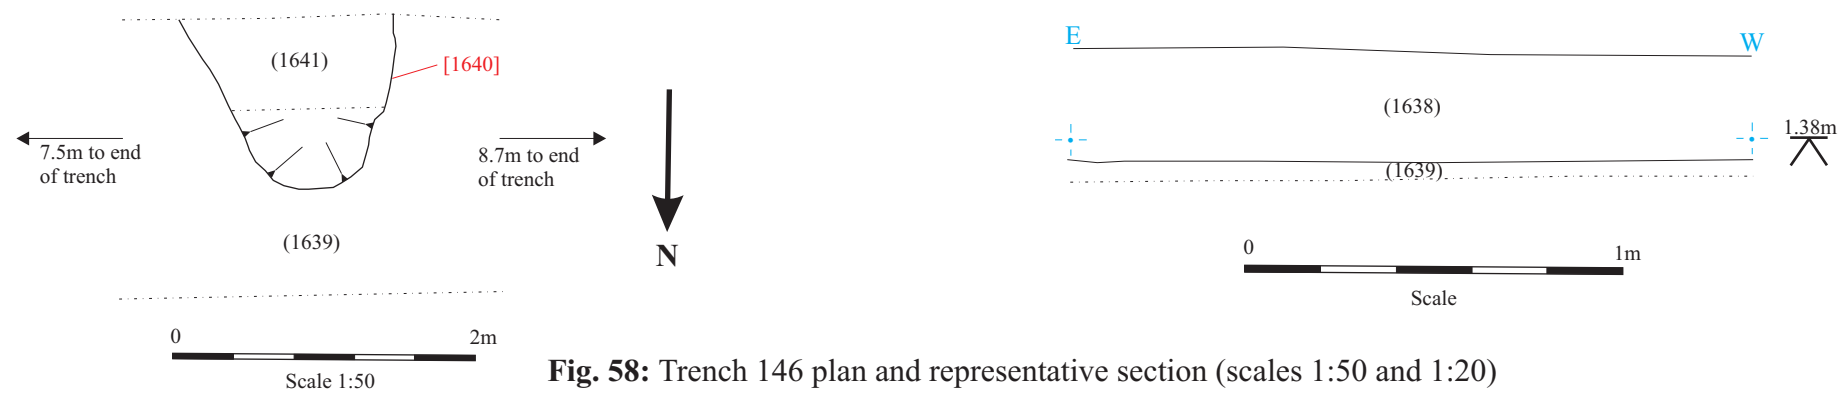 (1641)
[1640]
7.5m to end
of trench
8.7m to end
of trench
(1639)
N
0 2m
Scale 1:50
E
W
(1638)
1.38m
(1639)
0 1m
Scale
Fig. 58: Trench 146 plan and representative section (scales 1:50 and 1:20)